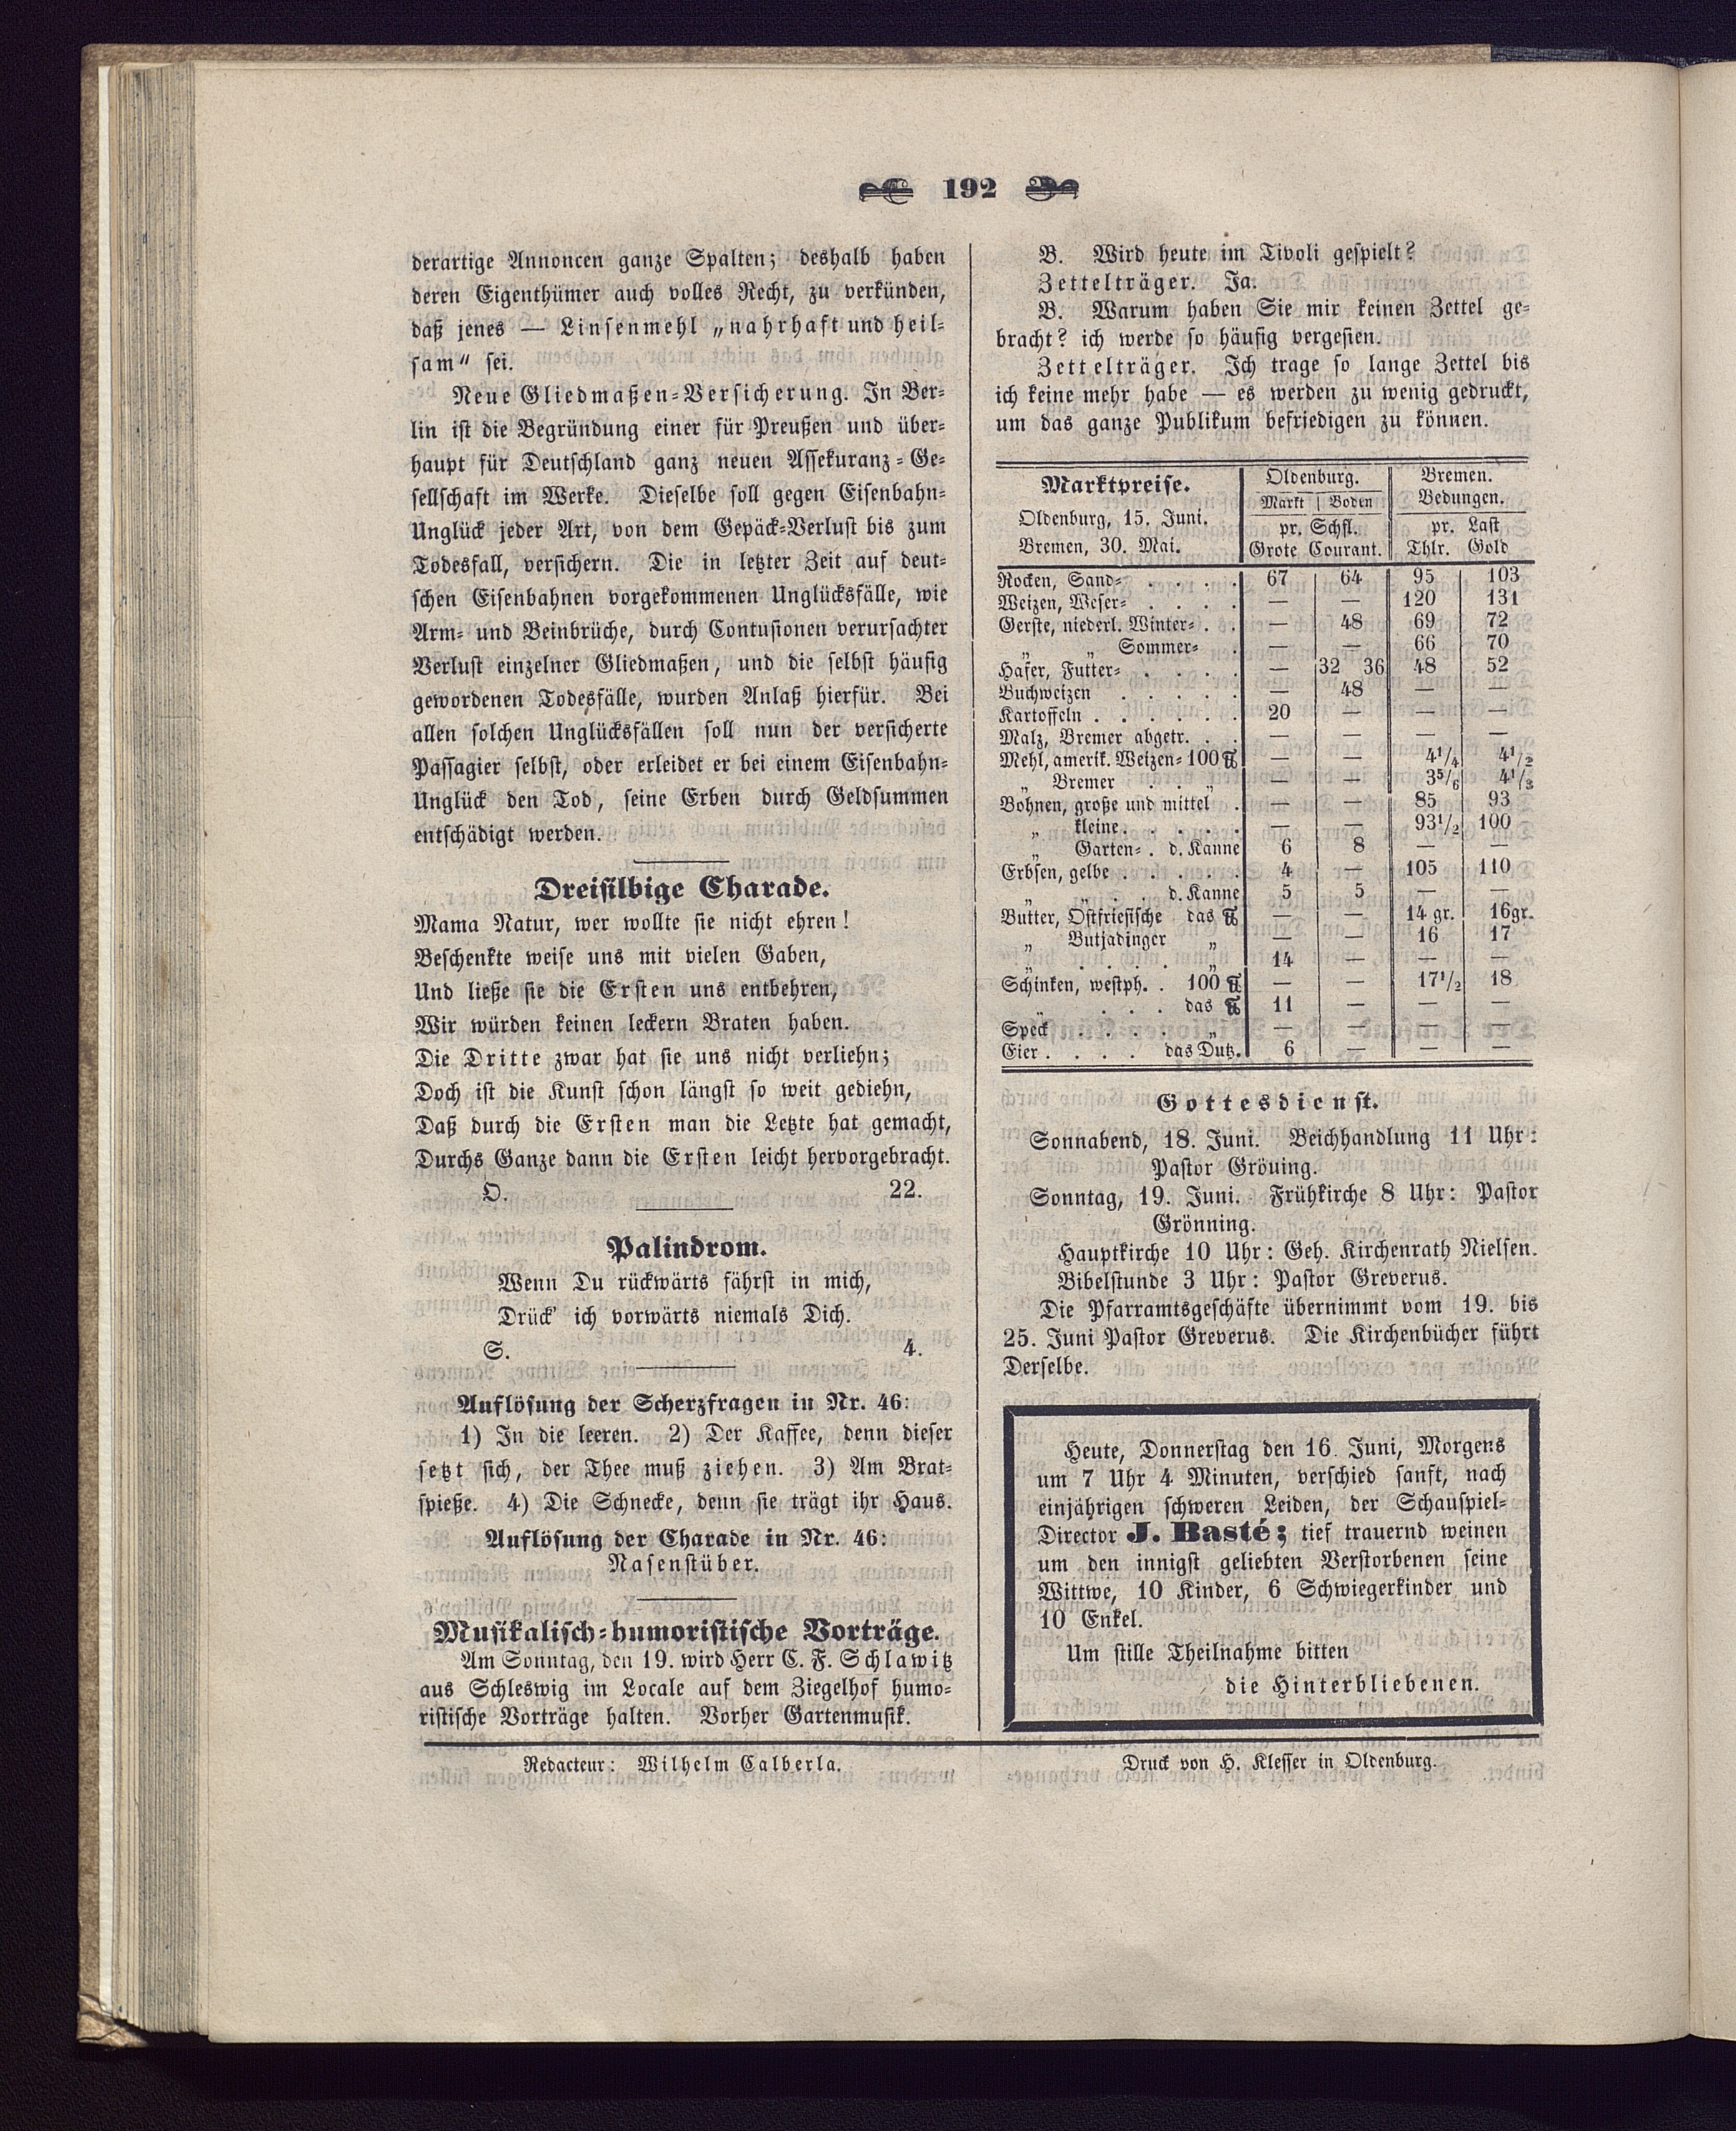 192
derartige Annoncen ganze Spalten; deshalb haben
deren Eigenthümer auch volles Recht, zu verkünden,
daß jenes — Linsenmehl „nahrhaft und heil-
sam“ sei.
Neue Gliedmaßen-Versicherung. In Ber-
lin ist die Begründung einer für Preußen und über-
haupt für Deutschland ganz neuen Assekuranz-Ge-
sellschaft im Werke. Dieselbe soll gegen Eisenbahn-
Unglück jeder Art, von dem Gepäck-Verlust bis zum
Todesfall, versichern. Die in letzter Zeit auf deut-
schen Eisenbahnen vorgekommenen Unglücksfälle, wie
Arm- und Beinbrüche, durch Contusionen verursachter
Verlust einzelner Gliedmaßen, und die selbst häufig
gewordenen Todesfälle, wurden Anlaß hierfür. Bei
allen solchen Unglücksfällen soll nun der versicherte
Passagier selbst, oder erleidet er bei einem Eisenbahn-
Unglück den Tod, seine Erben durch Geldsummen
entschädigt werden.
Dreisilbige Charade.
Mama Natur, wer wollte sie nicht ehren!
Beschenkte weise uns mit vielen Gaben,
Und ließe sie die Ersten uns entbehren,
Wir würden keinen leckern Braten haben.
Die Dritte zwar hat sie uns nicht verliehn;
Doch ist die Kunst schon längst so weit gediehn,
Daß durch die Ersten man die Letzte hat gemacht,
Durchs Ganze dann die Ersten leicht hervorgebracht.
O. 22.
Palindrom.
Wenn Du rückwärts fährst in mich,
Drück' ich vorwärts niemals Dich.
S. 4.
Auflösung der Scherzfragen in Nr. 46:
1) In die leeren. 2) Der Kaffee, denn dieser
setzt sich, der Thee muß ziehen. 3) Am Brat-
spieße. 4) Die Schnecke, denn sie trägt ihr Haus.
Auflösung der Charade in Nr. 46:
Nasenstüber.
Musikalisch-humoristische Vorträge.
Am Sonntag, den 19. wird Herr C. F. Schlawitz
aus Schleswig im Locale auf dem Ziegelhof humo-
ristische Vorträge halten. Vorher Gartenmusik.
B. Wird heute im Tivoli gespielt?
Zettelträger. Ja.
B. Warum haben Sie mir keinen Zettel ge-
bracht? ich werde so häufig vergessen.
Zettelträger. Ich trage so lange Zettel bis
ich keine mehr habe — es werden zu wenig gedruckt,
um das ganze Publikum befriedigen zu können.
Marktpreise. Oldenburg. Bremen.
Markt | Boden Bedungen.
Oldenburg, 15. Juni. pr. Schfl. pr. Last
Bremen, 30. Mai. Grote Courant. Thlr. Gold
Rocken, Sand- . . . . 67 64 95 103
Weizen, Weser- . . . . — — 120 131
Gerste, niederl. Winter- . . — 48 69 72
„ „ Sommer- . — — 66 70
Hafer, Futter- . . . . — 32 36 48 52
Buchweizen . . . . . — 48 — —
Kartoffeln . . . . . . 20 — — —
Malz, Bremer abgetr. . . — — — —
Mehl, amerik. Weizen- 100 ℔ — — 4¹/₄ 4¹/₂
„ Bremer . . „ — — 3⁵/₆ 4¹/₃
Bohnen, große und mittel . — — 85 93
„ kleine . . . . . — — 93¹/₂ 100
„ Garten- . d. Kanne 6 8 — —
Erbsen, gelbe . . . . . 4 — 105 110
„ „ . . d. Kanne 5 5 — —
Butter, Ostfriesische das ℔ — — 14 gr. 16 gr.
„ Butjadinger „ — — 16 17
„ . . . . „ 14 — — —
Schinken, westph. . 100 ℔ — — 17¹/₂ 18
„ . . . das ℔ 11 — — —
Speck . . . . „ — — — —
Eier . . . . das Dutz. 6 — — —
Gottesdienst.
Sonnabend, 18. Juni. Beichhandlung 11 Uhr:
Pastor Gröuing.
Sonntag, 19. Juni. Frühkirche 8 Uhr: Pastor
Grönning.
Hauptkirche 10 Uhr: Geh. Kirchenrath Nielsen.
Bibelstunde 3 Uhr: Pastor Greverus.
Die Pfarramtsgeschäfte übernimmt vom 19. bis
25. Juni Pastor Greverus. Die Kirchenbücher führt
Derselbe.
Heute, Donnerstag den 16. Juni, Morgens
um 7 Uhr 4 Minuten, verschied sanft, nach
einjährigen schweren Leiden, der Schauspiel-
Director J. Basté; tief trauernd weinen
um den innigst geliebten Verstorbenen seine
Wittwe, 10 Kinder, 6 Schwiegerkinder und
10 Enkel.
Um stille Theilnahme bitten
die Hinterbliebenen.
Redacteur: Wilhelm Calberla. Druck von H. Klesser in Oldenburg.